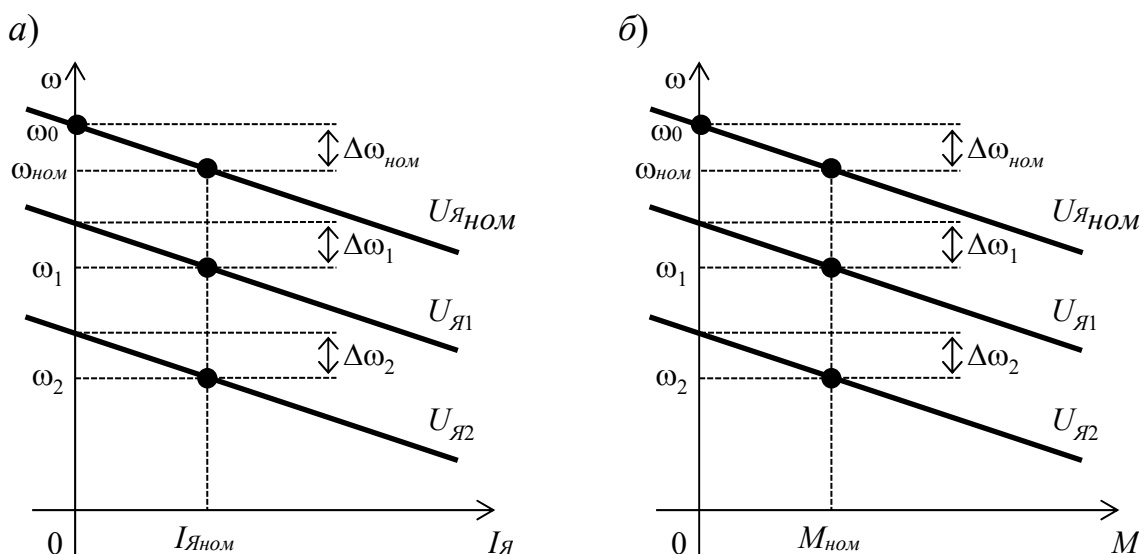 а) б)
ω ω
ω0 Δωном ω0 Δωном
ωном ωном
UЯном UЯном
ω1 Δω1 ω1 Δω1
UЯ1 UЯ1
ω2 Δω2 ω2 Δω2
UЯ2 UЯ2
0 IЯном IЯ 0 Mном M